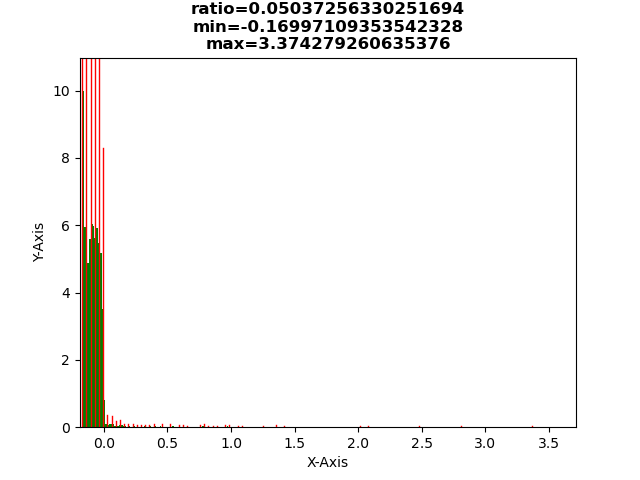 ratio=0.05037256330251694
min=-0.16997109353542328
max=3.374279260635376
10
8
6
4
2
0
Y-Axis
0.0 0.5 1.0 1.5 2.0 2.5 3.0 3.5
X-Axis